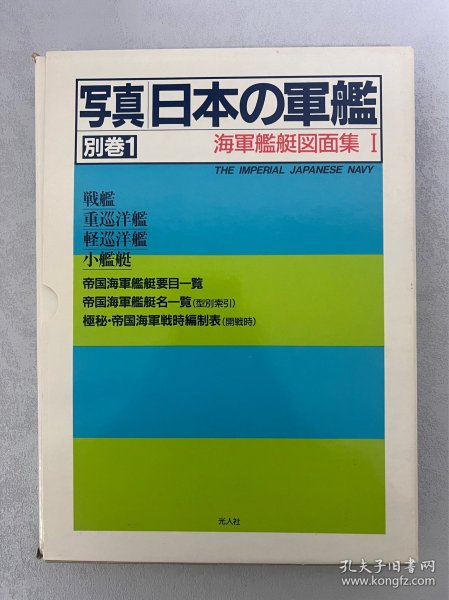 写真|日本の軍艦
別巻1
海軍艦艇図面集 I
THE IMPERIAL JAPANESE NAVY
戦艦
重巡洋艦
軽巡洋艦
小艦艇
帝国海軍艦艇要目一覧
帝国海軍艦艇名一覧(型別索引)
極秘・帝国海軍戦時編制表(開戦時)
光人社
孔夫子旧书网
www.kongfz.com